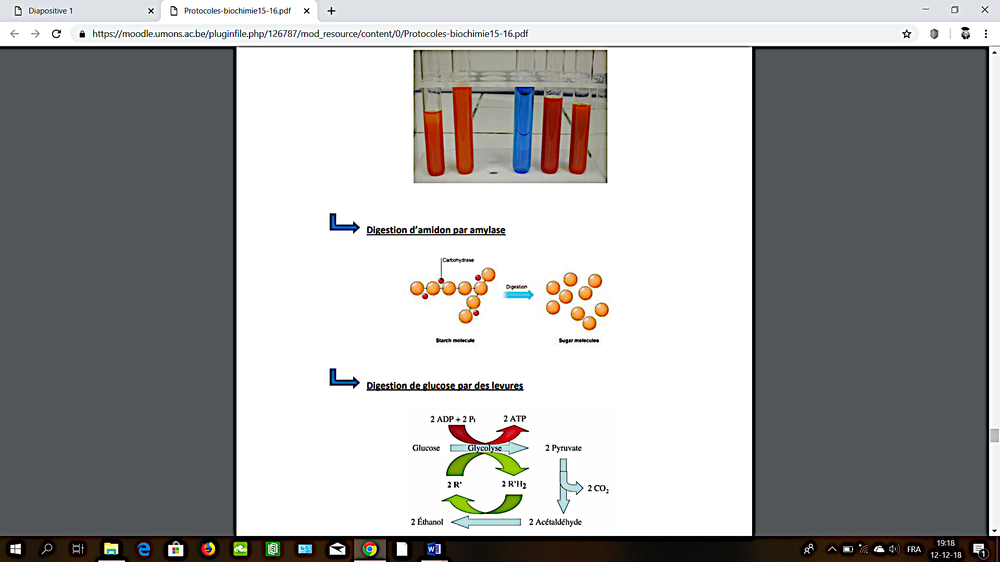 Diapositive 1
Protocoles-biochimie15-16.pdf
https://moodle.umons.ac.be/pluginfile.php/126787/mod_resource/content/0/Protocoles-biochimie15-16.pdf
Digestion d'amidon par amylase
Carbohydrase
Digestion
Starch molecule
Sugar molecules
Digestion de glucose par des levures
2 ADP + 2 Pi
2 ATP
Glucose
Glycolyse
2 Pyruvate
2 R'
2 R'H2
2 CO2
2 Éthanol
2 Acétaldéhyde
FRA
19:18
12-12-18
1